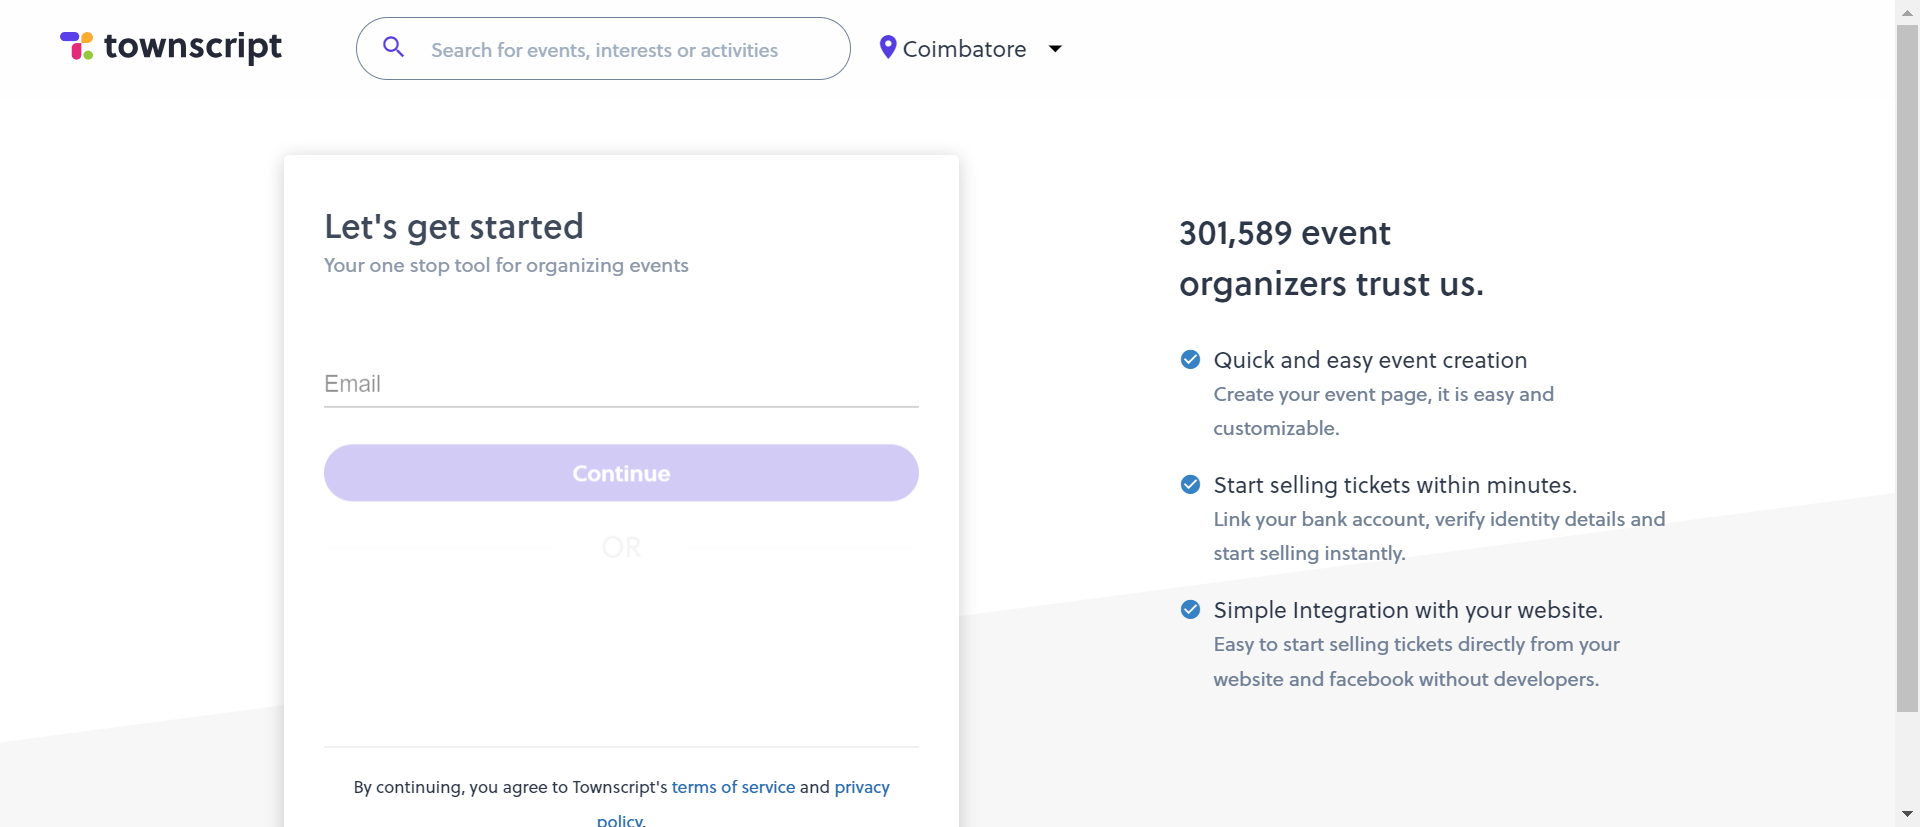 townscript
Search for events, interests or activities
Coimbatore
Let's get started
Your one stop tool for organizing events
Email
Continue
OR
By continuing, you agree to Townscript's terms of service and privacy
policy.
301,589 event
organizers trust us.
Quick and easy event creation
Create your event page, it is easy and
customizable.
Start selling tickets within minutes.
Link your bank account, verify identity details and
start selling instantly.
Simple Integration with your website.
Easy to start selling tickets directly from your
website and facebook without developers.